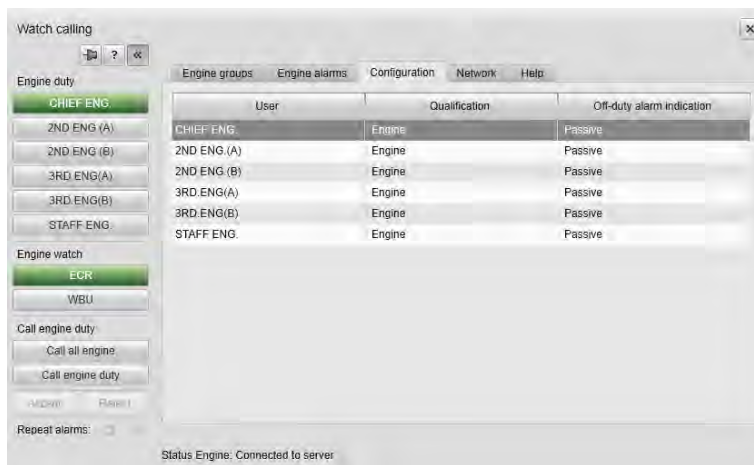 Watch calling
? «
Engine duty
CHIEF ENG.
2ND ENG.(A)
2ND ENG.(B)
3RD.ENG(A)
3RD.ENG(B)
STAFF ENG.
Engine watch
ECR
WBU
Call engine duty
Call all engine
Call engine duty
Accept Reject
Repeat alarms:
Engine groups Engine alarms Configuration Network Help
User Qualification Off-duty alarm indication
CHIEF ENG. Engine Passive
2ND ENG.(A) Engine Passive
2ND ENG.(B) Engine Passive
3RD.ENG(A) Engine Passive
3RD.ENG(B) Engine Passive
STAFF ENG. Engine Passive
Status Engine: Connected to server